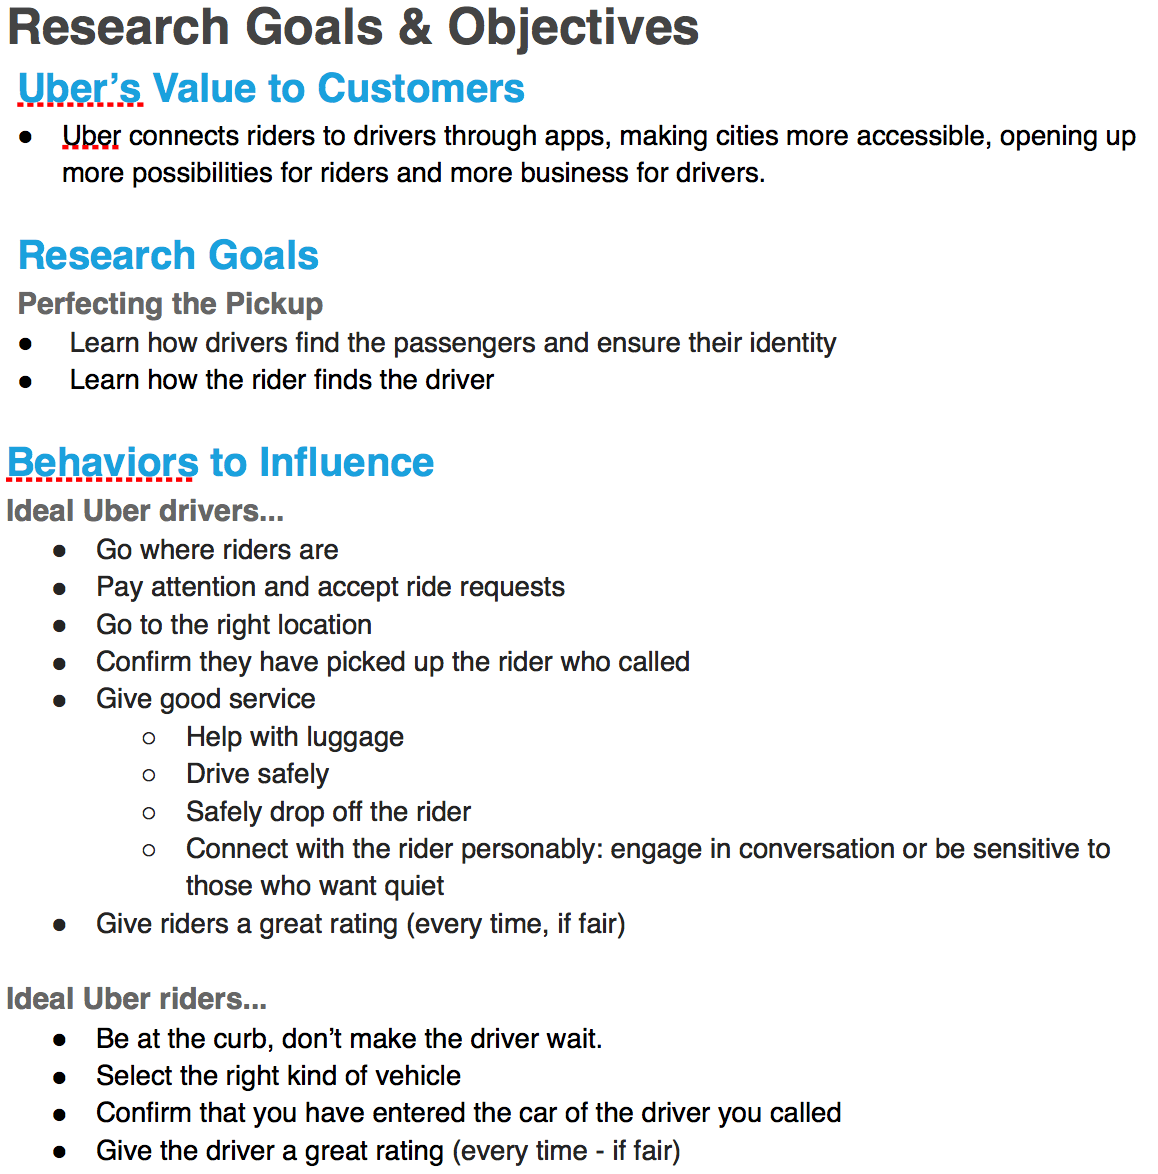 Research Goals & Objectives
Uber’s Value to Customers
● Uber connects riders to drivers through apps, making cities more accessible, opening up
more possibilities for riders and more business for drivers.
Research Goals
Perfecting the Pickup
● Learn how drivers find the passengers and ensure their identity
● Learn how the rider finds the driver
Behaviors to Influence
Ideal Uber drivers...
● Go where riders are
● Pay attention and accept ride requests
● Go to the right location
● Confirm they have picked up the rider who called
● Give good service
○ Help with luggage
○ Drive safely
○ Safely drop off the rider
○ Connect with the rider personably: engage in conversation or be sensitive to
those who want quiet
● Give riders a great rating (every time, if fair)
Ideal Uber riders...
● Be at the curb, don’t make the driver wait.
● Select the right kind of vehicle
● Confirm that you have entered the car of the driver you called
● Give the driver a great rating (every time - if fair)